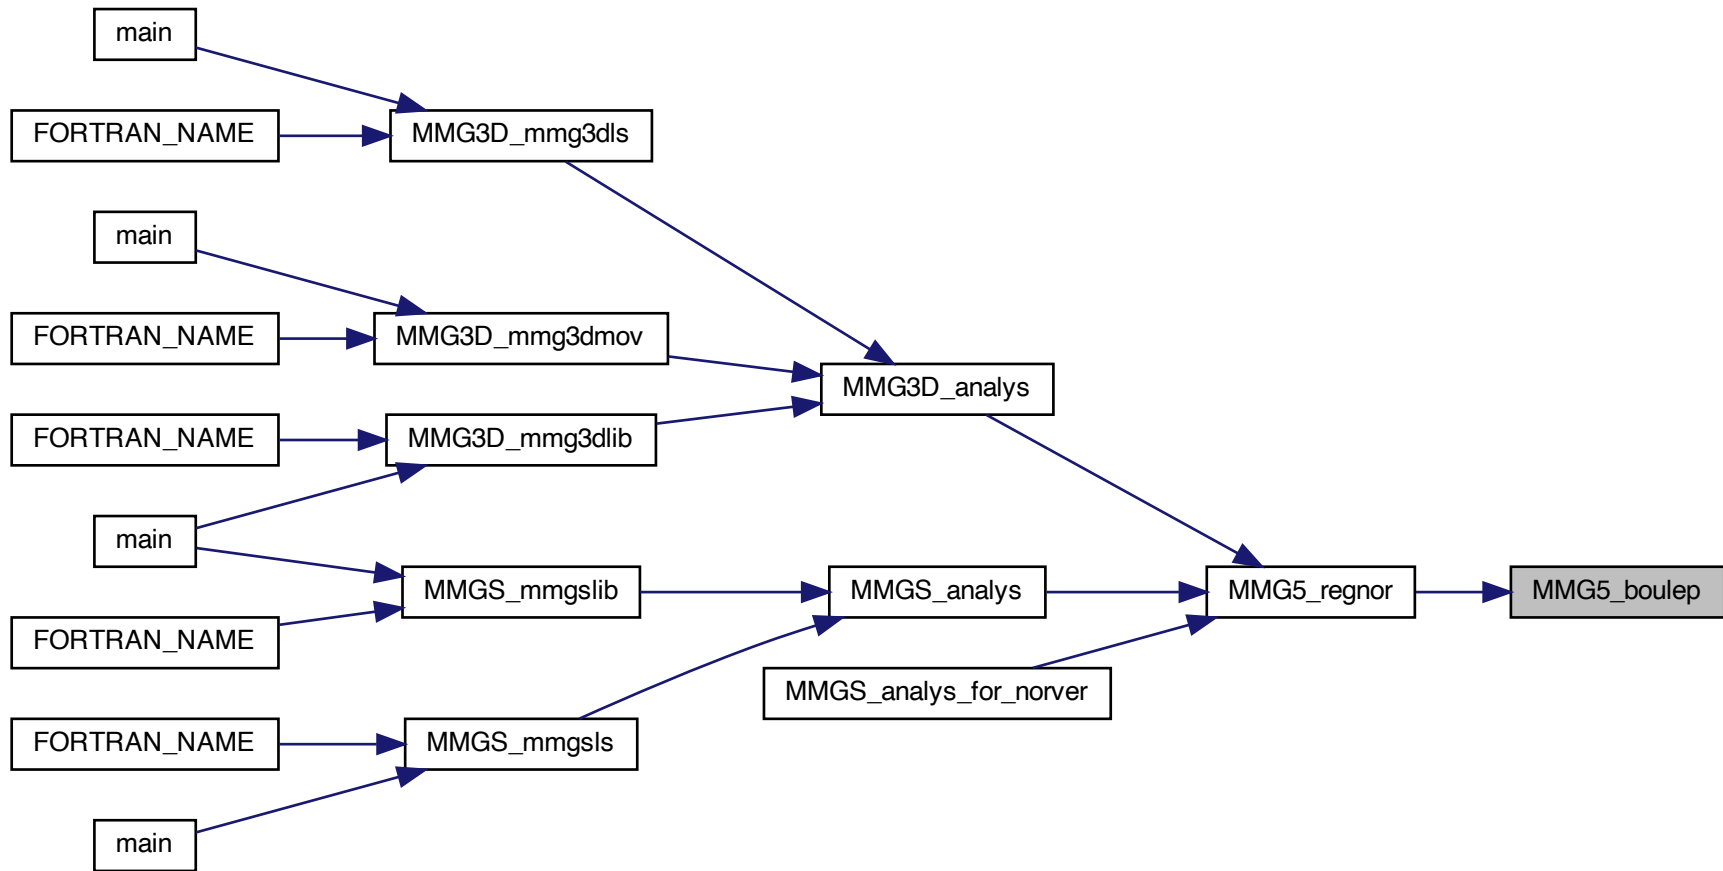 main
FORTRAN_NAME
MMG3D_mmg3dls
main
FORTRAN_NAME
MMG3D_mmg3dmov
MMG3D_analys
FORTRAN_NAME
MMG3D_mmg3dlib
main
MMGS_mmgslib
MMGS_analys
MMG5_regnor
MMG5_boulep
FORTRAN_NAME
MMGS_analys_for_norver
FORTRAN_NAME
MMGS_mmgsls
main